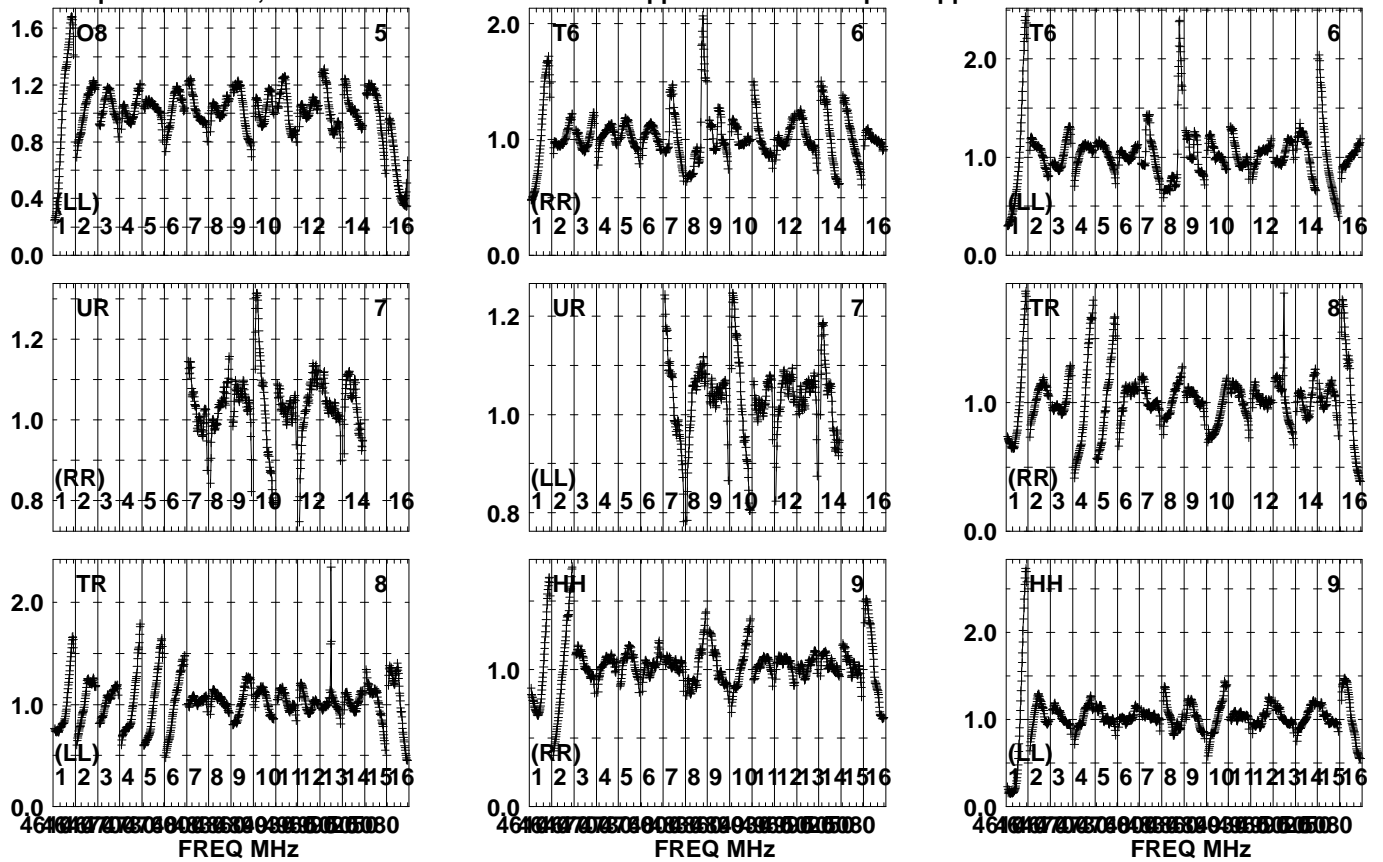 1.6
1.2
0.8
0.4
0.0
O8 5
(LL)
1 2 3 4 5 6 7 8 9 10 12 14 16
2.0
1.0
0.0
T6 6
(RR)
1 2 3 4 5 6 7 8 9 10 12 14 16
2.0
1.0
0.0
T6 6
(LL)
1 2 3 4 5 6 7 8 9 10 12 14 16
1.2
1.0
0.8
UR 7
(RR)
1 2 3 4 5 6 7 8 9 10 12 14 16
1.2
1.0
0.8
UR 7
(LL)
1 2 3 4 5 6 7 8 9 10 12 14 16
1.0
0.0
TR 8
(RR)
1 2 3 4 5 6 7 8 9 10 12 14 16
2.0
1.0
0.0
TR 8
(LL)
1 2 3 4 5 6 7 8 9 10 11 12 13 15 16
FREQ MHz
1.0
HH 9
(RR)
1 2 3 4 5 6 7 8 9 10 11 12 13 14 15 16
FREQ MHz
2.0
1.0
0.0
HH 9
(LL)
1 2 3 4 5 6 7 8 9 10 11 12 13 14 15 16
FREQ MHz